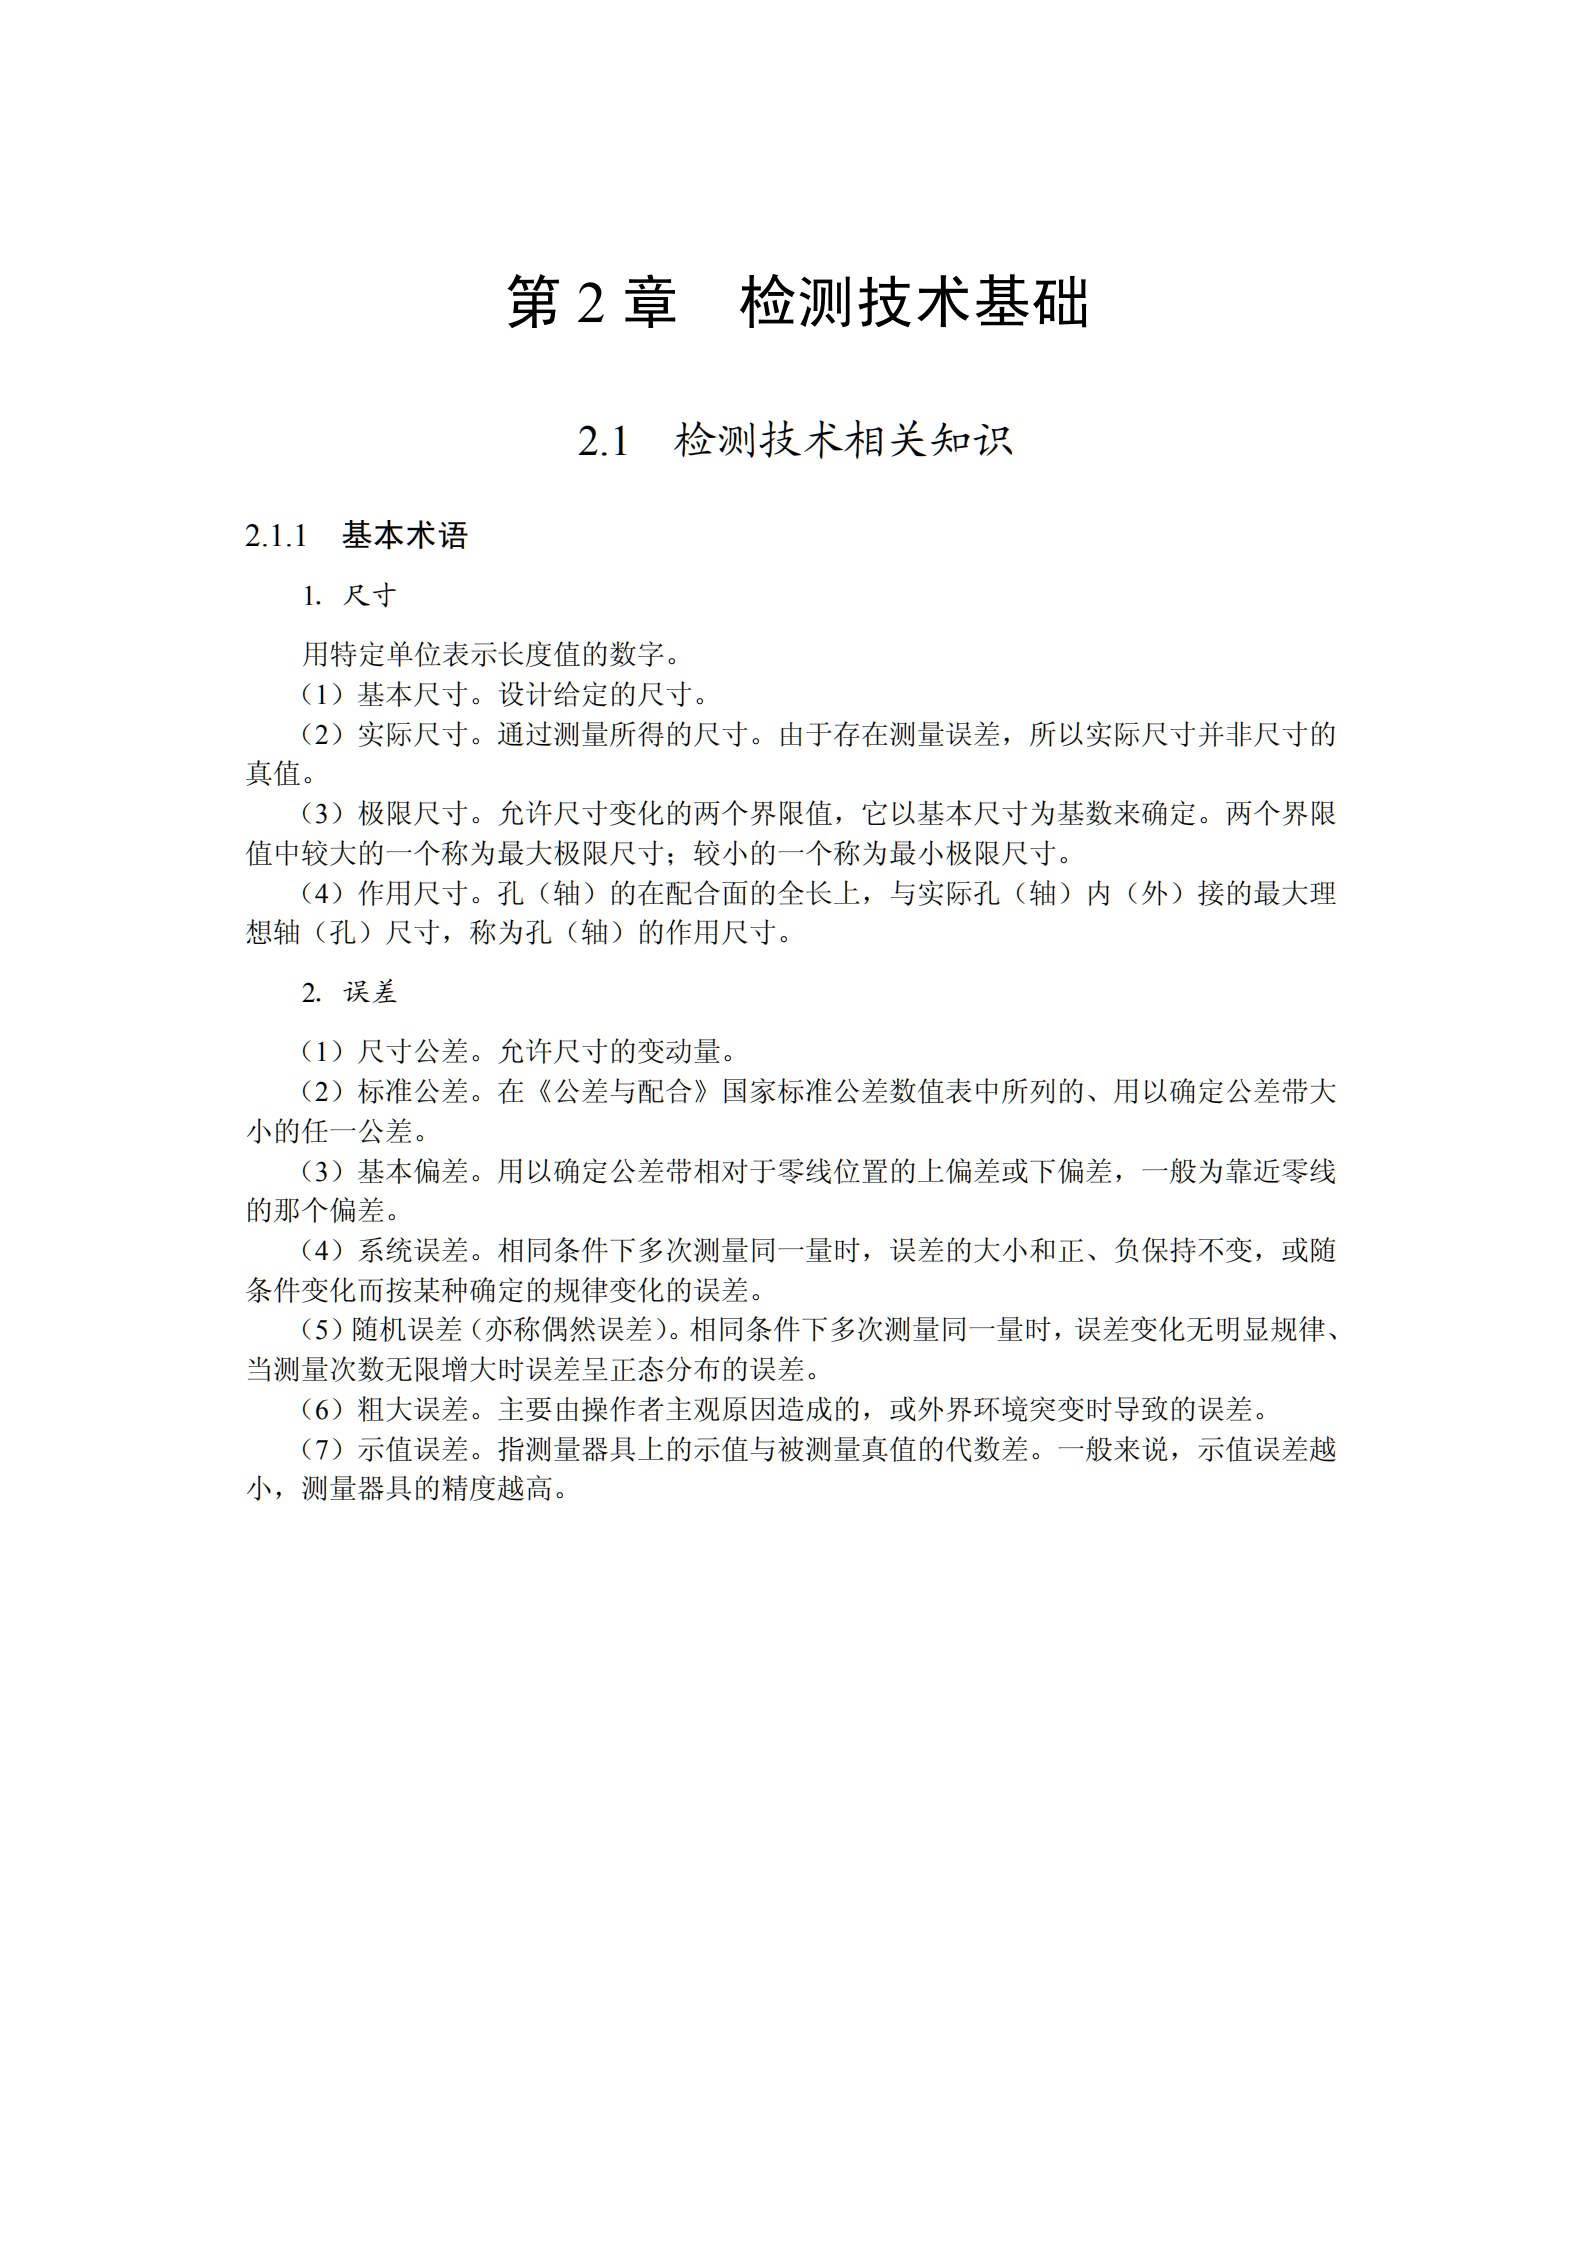 第 2 章　检测技术基础
2.1　检测技术相关知识
2.1.1　基本术语
1．尺寸
用特定单位表示长度值的数字。
（1）基本尺寸。设计给定的尺寸。
（2）实际尺寸。通过测量所得的尺寸。由于存在测量误差，所以实际尺寸并非尺寸的
真值。
（3）极限尺寸。允许尺寸变化的两个界限值，它以基本尺寸为基数来确定。两个界限
值中较大的一个称为最大极限尺寸；较小的一个称为最小极限尺寸。
（4）作用尺寸。孔（轴）的在配合面的全长上，与实际孔（轴）内（外）接的最大理
想轴（孔）尺寸，称为孔（轴）的作用尺寸。
2．误差
（1）尺寸公差。允许尺寸的变动量。
（2）标准公差。在《公差与配合》国家标准公差数值表中所列的、用以确定公差带大
小的任一公差。
（3）基本偏差。用以确定公差带相对于零线位置的上偏差或下偏差，一般为靠近零线
的那个偏差。
（4）系统误差。相同条件下多次测量同一量时，误差的大小和正、负保持不变，或随
条件变化而按某种确定的规律变化的误差。
（5）随机误差（亦称偶然误差）。相同条件下多次测量同一量时，误差变化无明显规律、
当测量次数无限增大时误差呈正态分布的误差。
（6）粗大误差。主要由操作者主观原因造成的，或外界环境突变时导致的误差。
（7）示值误差。指测量器具上的示值与被测量真值的代数差。一般来说，示值误差越
小，测量器具的精度越高。